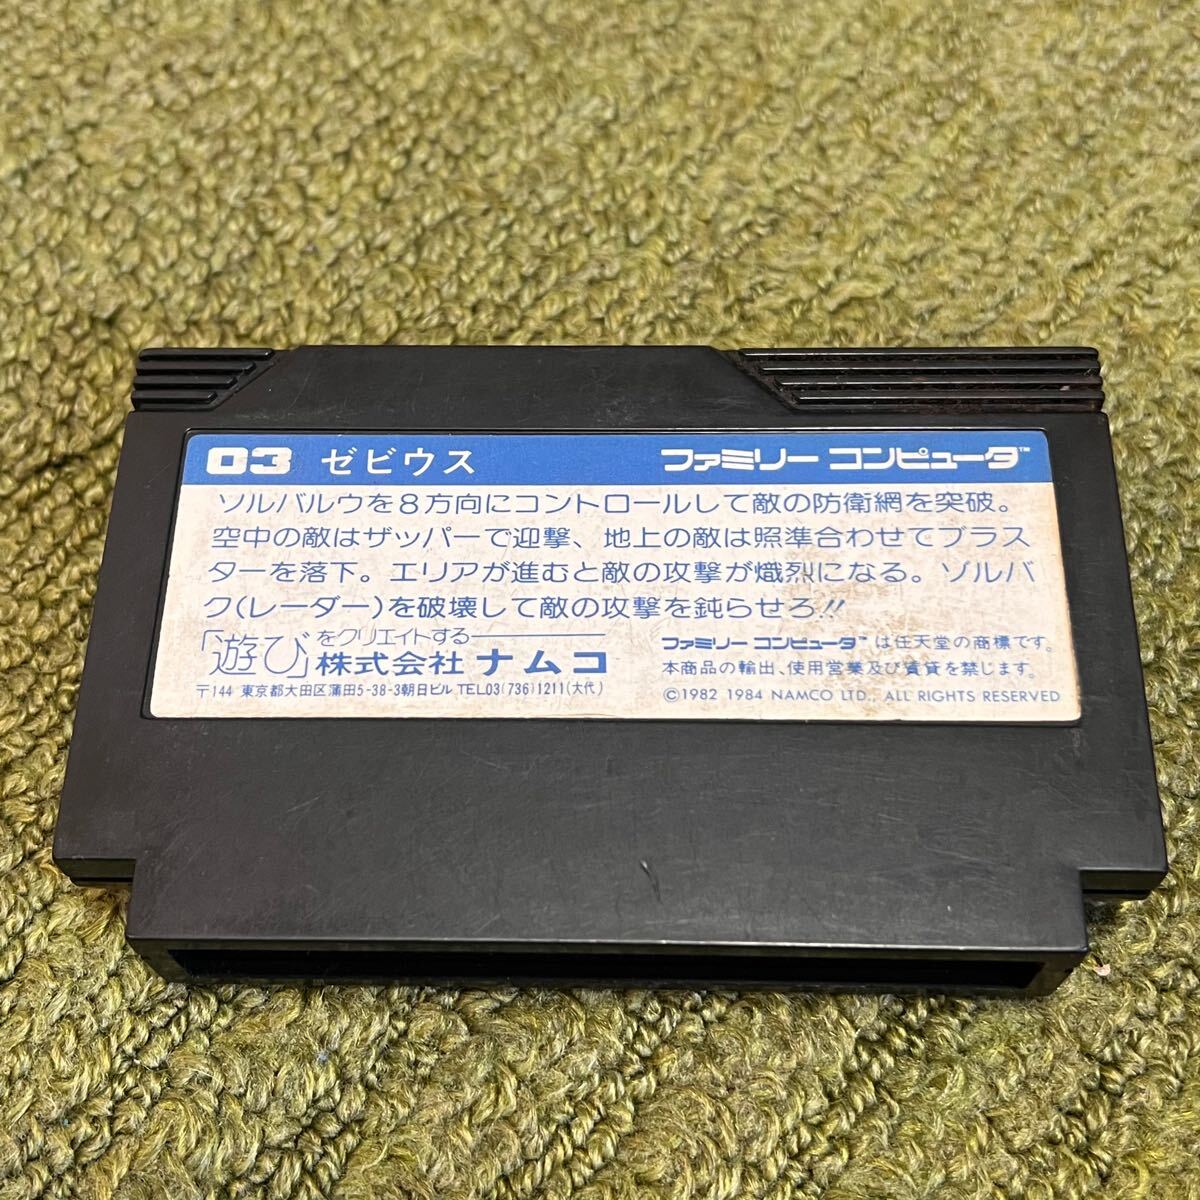 03 ゼビウス ファミリー コンピュータ™
ソルバルウを8方向にコントロールして敵の防衛網を突破。
空中の敵はザッパーで迎撃、地上の敵は照準合わせてブラス
ターを落下。エリアが進むと敵の攻撃が熾烈になる。ソルバ
ク(レーダー)を破壊して敵の攻撃を鈍らせろ!!
「遊び」をクリエイトする
株式会社 ナムコ
〒144 東京都大田区蒲田5-38-3朝日ビル TEL03(736)1211(大代)
ファミリー コンピュータ™は任天堂の商標です。
本商品の輸出、使用営業及び賃貸を禁じます。
©1982 1984 NAMCO LTD., ALL RIGHTS RESERVED